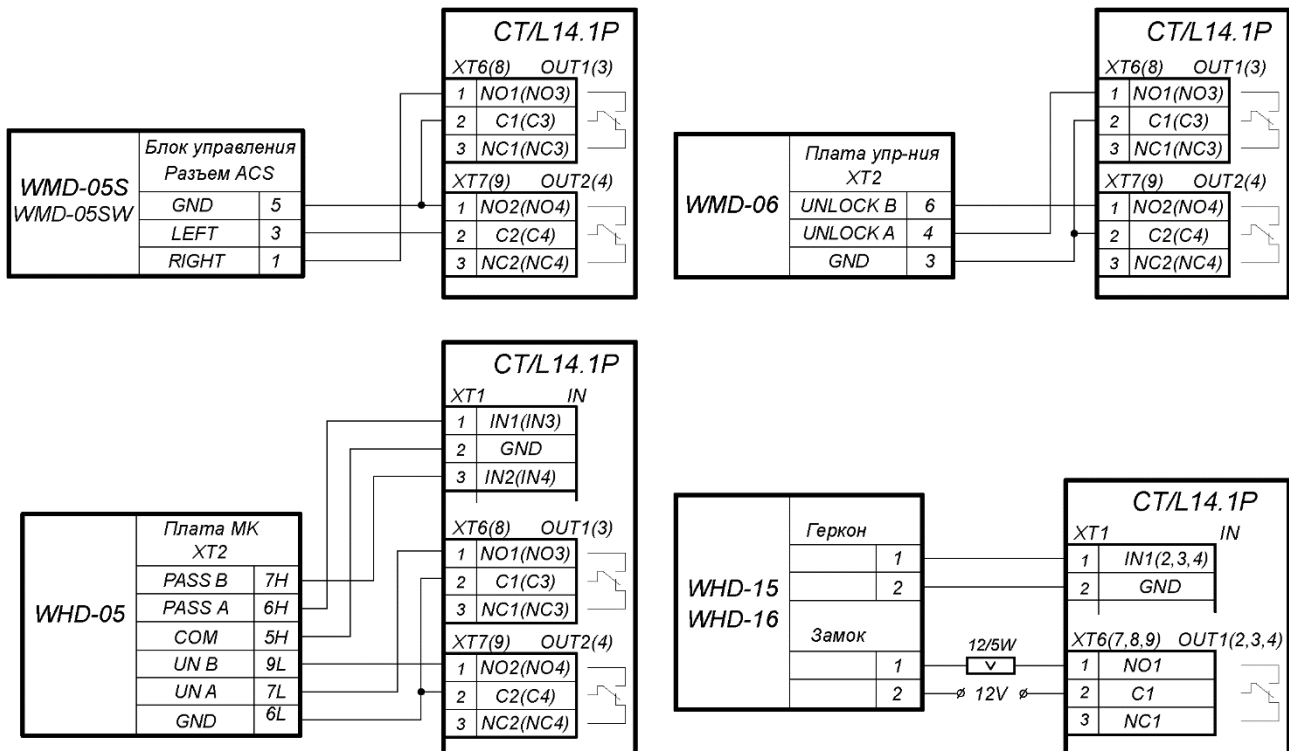 CT/L14.1P
XT6(8) OUT1(3)
1 NO1(NO3)
2 C1(C3)
3 NC1(NC3)
XT7(9) OUT2(4)
1 NO2(NO4)
2 C2(C4)
3 NC2(NC4)
WMD-05S
WMD-05SW
Блок управления
Разъем ACS
GND 5
LEFT 3
RIGHT 1
CT/L14.1P
XT6(8) OUT1(3)
1 NO1(NO3)
2 C1(C3)
3 NC1(NC3)
XT7(9) OUT2(4)
1 NO2(NO4)
2 C2(C4)
3 NC2(NC4)
WMD-06
Плата упр-ния
XT2
UNLOCK B 6
UNLOCK A 4
GND 3
CT/L14.1P
XT1 IN
1 IN1(IN3)
2 GND
3 IN2(IN4)
XT6(8) OUT1(3)
1 NO1(NO3)
2 C1(C3)
3 NC1(NC3)
XT7(9) OUT2(4)
1 NO2(NO4)
2 C2(C4)
3 NC2(NC4)
WHD-05
Плата МК
XT2
PASS B 7H
PASS A 6H
COM 5H
UN B 9L
UN A 7L
GND 6L
CT/L14.1P
XT1 IN
1 IN1(2,3,4)
2 GND
XT6(7,8,9) OUT1(2,3,4)
1 NO1
2 C1
3 NC1
WHD-15
WHD-16
Геркон
1
2
Замок
1
2
12/5W
V
12V